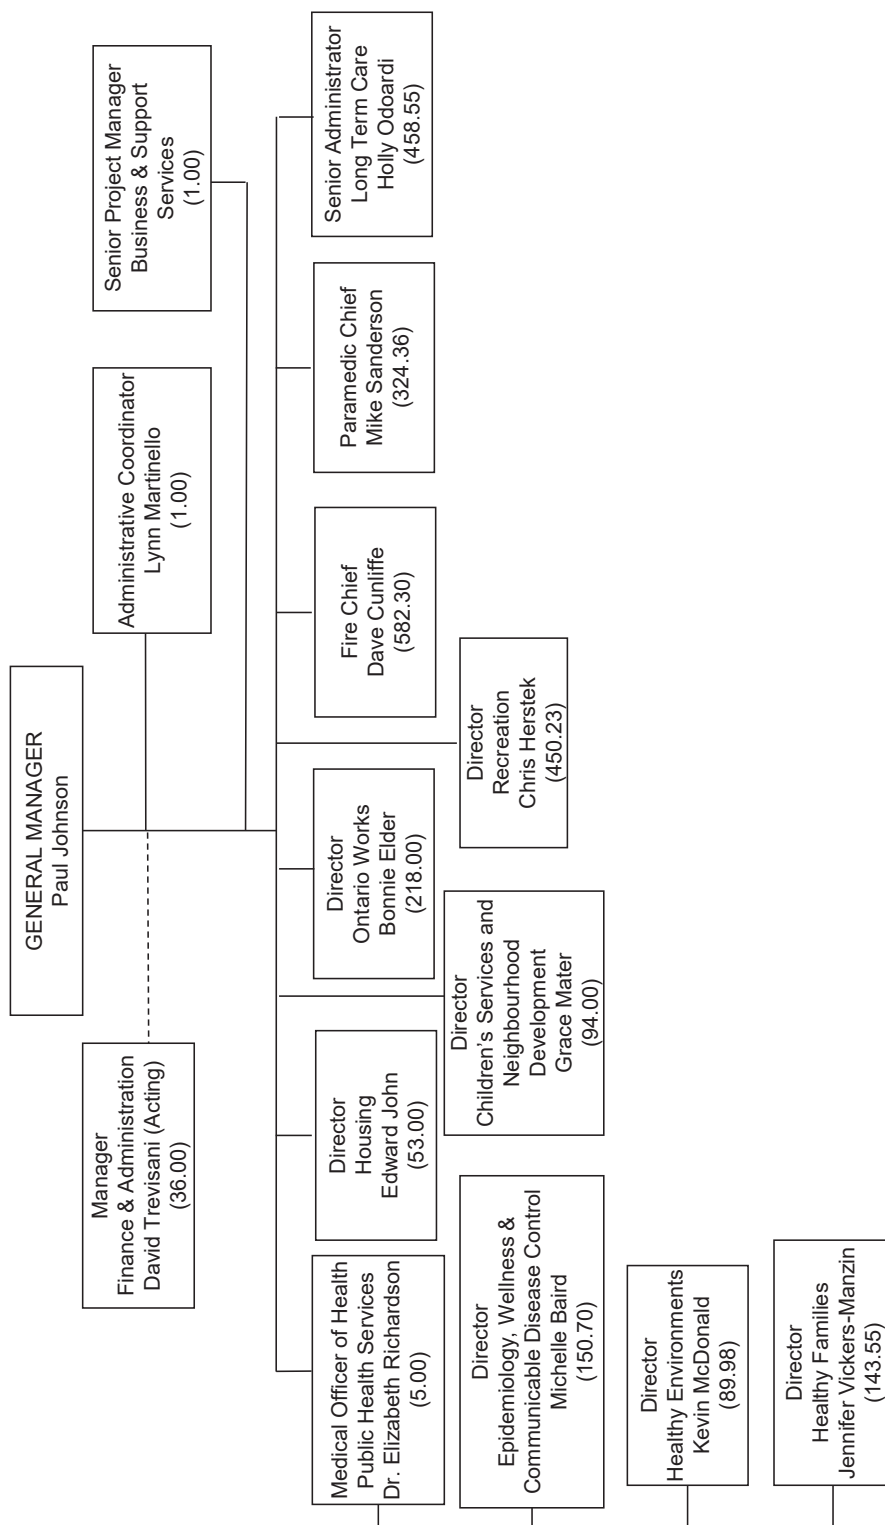 GENERAL MANAGER
Paul Johnson
Manager
Finance & Administration
David Trevisani (Acting)
(36.00)
Administrative Coordinator
Lynn Martinello
(1.00)
Senior Project Manager
Business & Support
Services
(1.00)
Medical Officer of Health
Public Health Services
Dr. Elizabeth Richardson
(5.00)
Director
Housing
Edward John
(53.00)
Director
Ontario Works
Bonnie Elder
(218.00)
Fire Chief
Dave Cunliffe
(582.30)
Paramedic Chief
Mike Sanderson
(324.36)
Senior Administrator
Long Term Care
Holly Odoardi
(458.55)
Director
Epidemiology, Wellness &
Communicable Disease Control
Michelle Baird
(150.70)
Director
Children's Services and
Neighbourhood
Development
Grace Mater
(94.00)
Director
Recreation
Chris Herstek
(450.23)
Director
Healthy Environments
Kevin McDonald
(89.98)
Director
Healthy Families
Jennifer Vickers-Manzin
(143.55)